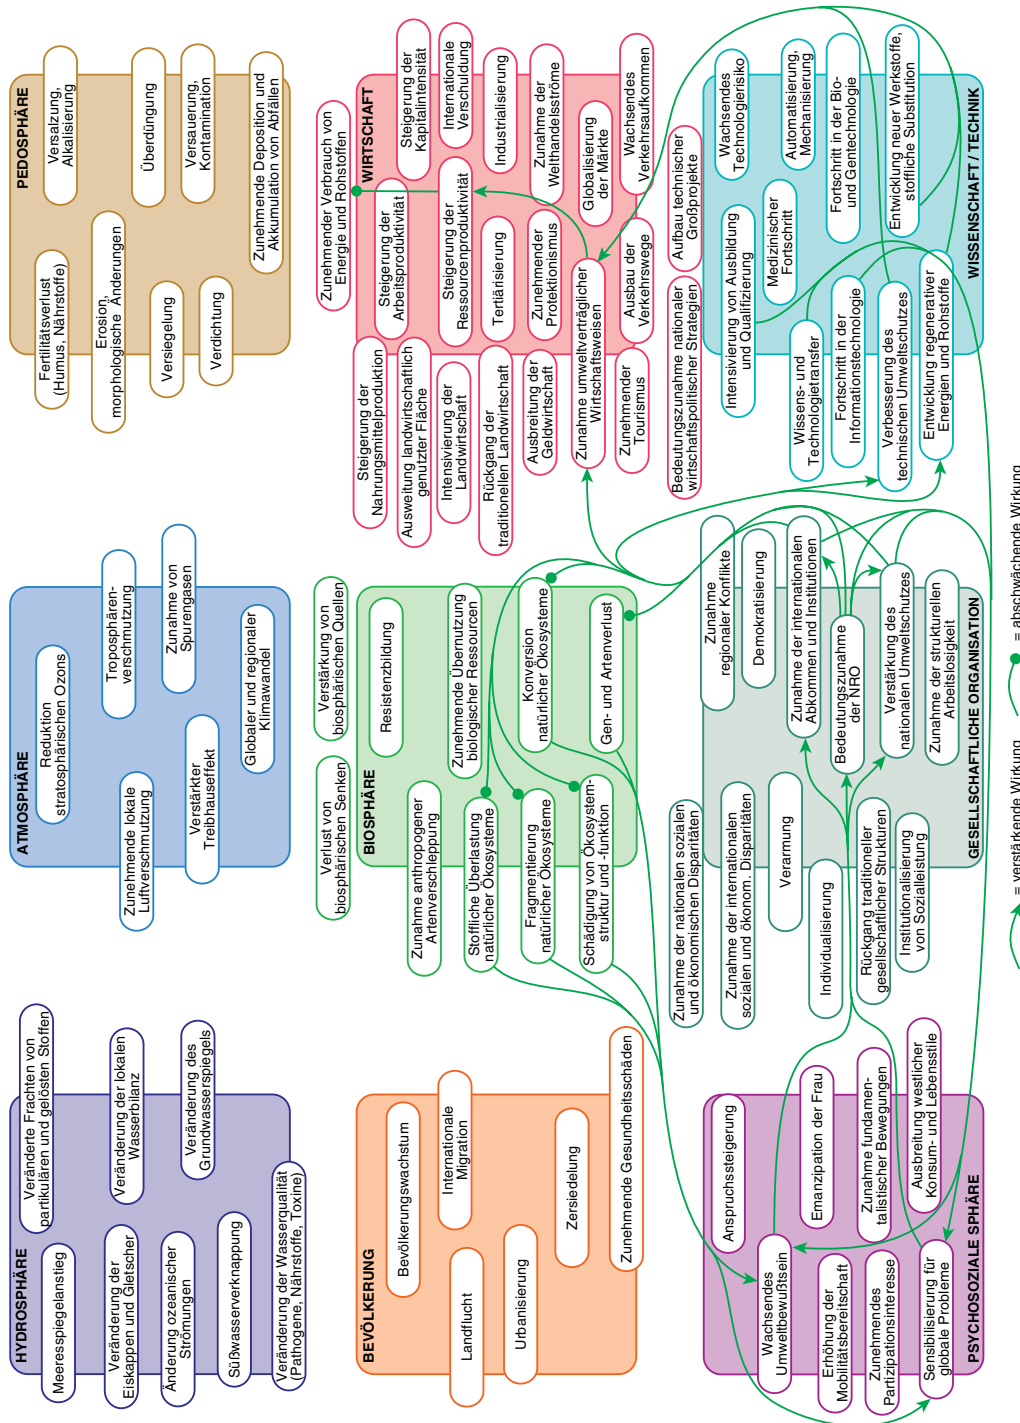 HYDROSPHÄRE
Veränderte Frachten von
partikulären und gelösten Stoffen
Meeresspiegelanstieg
Veränderung der lokalen
Wasserbilanz
Veränderung der
Eiskappen und Gletscher
Veränderung des
Grundwasserspiegels
Änderung ozeanischer
Strömungen
Süßwasserverknappung
Veränderung der Wasserqualität
(Pathogene, Nährstoffe, Toxine)
ATMOSPHÄRE
Reduktion
stratosphärischen Ozons
Troposphären-
verschmutzung
Zunehmende lokale
Luftverschmutzung
Zunahme von
Spurengasen
Verstärkter
Treibhauseffekt
Globaler und regionaler
Klimawandel
PEDOSPHÄRE
Versalzung,
Alkalisierung
Fertilitätsverlust
(Humus, Nährstoffe)
Überdüngung
Erosion,
morphologische Änderungen
Versauerung,
Kontamination
Versiegelung
Verdichtung
Zunehmende Deposition und
Akkumulation von Abfällen
BEVÖLKERUNG
Bevölkerungswachstum
Internationale
Migration
Landflucht
Urbanisierung
Zersiedelung
Zunehmende Gesundheitsschäden
BIOSPHÄRE
Verlust von
biosphärischen Senken
Verstärkung von
biosphärischen Quellen
Resistenzbildung
Zunahme anthropogener
Artenverschleppung
Zunehmende Übernutzung
biologischer Ressourcen
Stoffliche Überlastung
natürlicher Ökosysteme
Konversion
natürlicher Ökosysteme
Fragmentierung
natürlicher Ökosysteme
Gen- und Artenverlust
Schädigung von Ökosystem-
struktur und -funktion
WIRTSCHAFT
Zunehmender Verbrauch von
Energie und Rohstoffen
Steigerung der
Nahrungsmittelproduktion
Steigerung der
Arbeitsproduktivität
Steigerung der
Kapitalintensität
Ausweitung landwirtschaftlich
genutzter Fläche
Internationale
Verschuldung
Intensivierung der
Landwirtschaft
Steigerung der
Ressourcenproduktivität
Industrialisierung
Rückgang der
traditionellen Landwirtschaft
Tertiärisierung
Zunahme der
Welthandelsströme
Ausbreitung der
Geldwirtschaft
Zunehmender
Protektionismus
Globalisierung
der Märkte
Zunahme umweltverträglicher
Wirtschaftsweisen
Wachsendes
Verkehrsaufkommen
Zunehmender
Tourismus
Ausbau der
Verkehrswege
Bedeutungszunahme nationaler
wirtschaftspolitischer Strategien
Aufbau technischer
Großprojekte
PSYCHOSOZIALE SPHÄRE
Anspruchssteigerung
Wachsendes
Umweltbewußtsein
Emanzipation der Frau
Erhöhung der
Mobilitätsbereitschaft
Zunahme fundamen-
talistischer Bewegungen
Zunehmendes
Partizipationsinteresse
Ausbreitung westlicher
Konsum- und Lebensstile
Sensibilisierung für
globale Probleme
GESELLSCHAFTLICHE ORGANISATION
Zunahme der nationalen sozialen
und ökonomischen Disparitäten
Zunahme
regionaler Konflikte
Zunahme der internationalen
sozialen und ökonom. Disparitäten
Demokratisierung
Verarmung
Zunahme der internationalen
Abkommen und Institutionen
Individualisierung
Bedeutungszunahme
der NRO
Rückgang traditioneller
gesellschaftlicher Strukturen
Verstärkung des
nationalen Umweltschutzes
Institutionalisierung
von Sozialleistung
Zunahme der strukturellen
Arbeitslosigkeit
WISSENSCHAFT / TECHNIK
Wachsendes
Technologierisiko
Intensivierung von Ausbildung
und Qualifizierung
Medizinischer
Fortschritt
Automatisierung,
Mechanisierung
Wissens- und
Technologietransfer
Fortschritt in der Bio-
und Gentechnologie
Fortschritt in der
Informationstechnologie
Entwicklung neuer Werkstoffe,
stoffliche Substitution
Verbesserung des
technischen Umweltschutzes
Entwicklung regenerativer
Energien und Rohstoffe
= verstärkende Wirkung
= abschwächende Wirkung